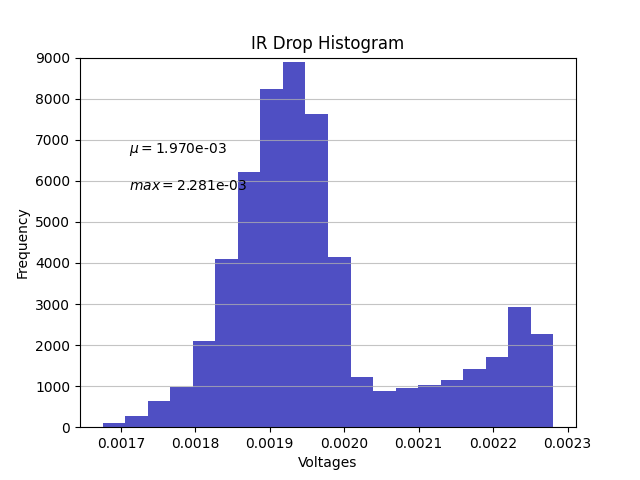 IR Drop Histogram
9000
8000
7000
6000
5000
4000
3000
2000
1000
0
Frequency
μ = 1.970e-03
max = 2.281e-03
0.0017 0.0018 0.0019 0.0020 0.0021 0.0022 0.0023
Voltages